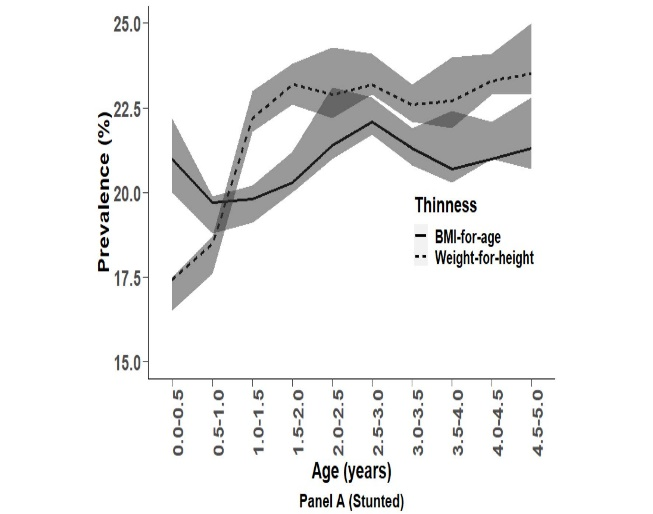 25.0
22.5
20.0
17.5
15.0
Prevalence (%)
Thinness
BMI-for-age
Weight-for-height
0.0-0.5
0.5-1.0
1.0-1.5
1.5-2.0
2.0-2.5
2.5-3.0
3.0-3.5
3.5-4.0
4.0-4.5
4.5-5.0
Age (years)
Panel A (Stunted)